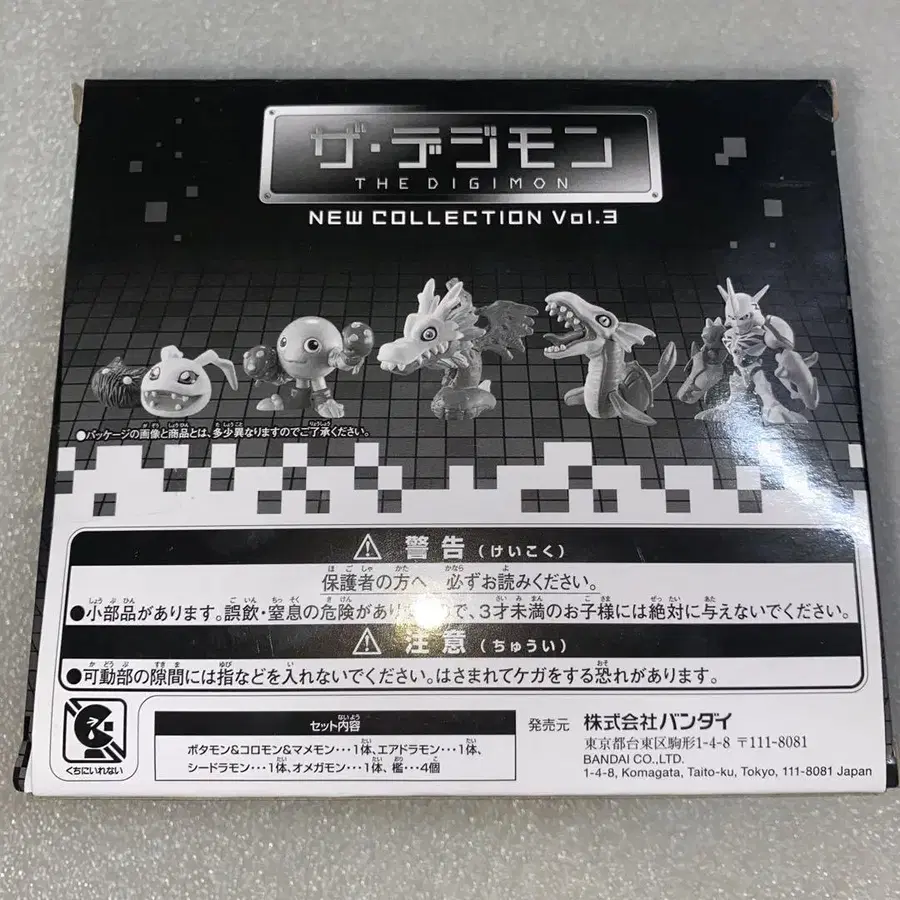 ザ・デジモン
THE DIGIMON
NEW COLLECTION Vol.3
●パッケージの画像と商品とは、多少異なりますのでご了承ください。
⚠ 警告 (けいこく)
保護者の方へ 必ずお読みください。
●小部品があります。誤飲・窒息の危険があり で、3才未満のお子様には絶対に与えないでください。
⚠ 注意 (ちゅうい)
●可動部の隙間には指などを入れないでください。はさまれてケガをする恐れがあります。
くちにいれない
セット内容
ポタモン&コロモン&マメモン・・・1体、エアドラモン・・・1体、
シードラモン・・・1体、オメガモン・・・1体、檻・・・4個
発売元 株式会社バンダイ
東京都台東区駒形1-4-8 〒111-8081
BANDAI CO.,LTD.
1-4-8, Komagata, Taito-ku, Tokyo, 111-8081 Japan